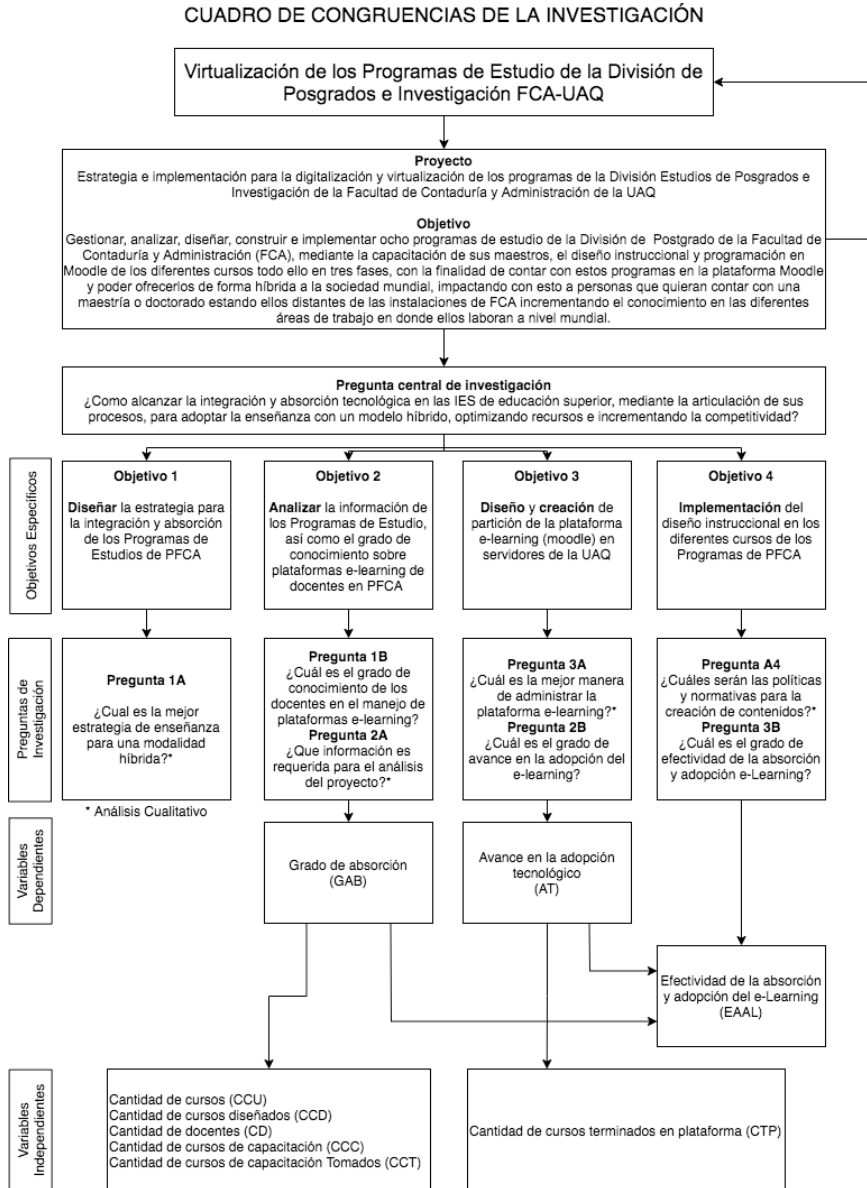 CUADRO DE CONGRUENCIAS DE LA INVESTIGACIÓN
Virtualización de los Programas de Estudio de la División de
Posgrados e Investigación FCA-UAQ
Proyecto
Estrategia e implementación para la digitalización y virtualización de los programas de la División Estudios de Posgrados e
Investigación de la Facultad de Contaduría y Administración de la UAQ
Objetivo
Gestionar, analizar, diseñar, construir e implementar ocho programas de estudio de la División de Postgrado de la Facultad de
Contaduría y Administración (FCA), mediante la capacitación de sus maestros, el diseño instruccional y programación en
Moodle de los diferentes cursos todo ello en tres fases, con la finalidad de contar con estos programas en la plataforma Moodle
y poder ofrecerlos de forma híbrida a la sociedad mundial, impactando con esto a personas que quieran contar con una
maestría o doctorado estando ellos distantes de las instalaciones de FCA incrementando el conocimiento en las diferentes
áreas de trabajo en donde ellos laboran a nivel mundial.
Pregunta central de investigación
¿Como alcanzar la integración y absorción tecnológica en las IES de educación superior, mediante la articulación de sus
procesos, para adoptar la enseñanza con un modelo híbrido, optimizando recursos e incrementando la competitividad?
Objetivos Específicos
Objetivo 1
Diseñar la estrategia para
la integración y absorción
de los Programas de
Estudios de PFCA
Objetivo 2
Analizar la información de
los Programas de Estudio,
así como el grado de
conocimiento sobre
plataformas e-learning de
docentes en PFCA
Objetivo 3
Diseño y creación de
partición de la plataforma
e-learning (moodle) en
servidores de la UAQ
Objetivo 4
Implementación del
diseño instruccional en los
diferentes cursos de los
Programas de PFCA
Preguntas de
Investigación
Pregunta 1A
¿Cual es la mejor
estrategia de enseñanza
para una modalidad
híbrida?*
Pregunta 1B
¿Cuál es el grado de
conocimiento de los
docentes en el manejo de
plataformas e-learning?
Pregunta 2A
¿Que información es
requerida para el análisis
del proyecto?*
Pregunta 3A
¿Cuál es la mejor manera
de administrar la
plataforma e-learning?*
Pregunta 2B
¿Cuál es el grado de
avance en la adopción del
e-learning?
Pregunta A4
¿Cuáles serán las políticas
y normativas para la
creación de contenidos?*
Pregunta 3B
¿Cuál es el grado de
efectividad de la absorción
y adopción e-Learning?
* Análisis Cualitativo
Variables
Dependientes
Grado de absorción
(GAB)
Avance en la adopción
tecnológico
(AT)
Efectividad de la absorción
y adopción del e-Learning
(EAAL)
Variables
Independientes
Cantidad de cursos (CCU)
Cantidad de cursos diseñados (CCD)
Cantidad de docentes (CD)
Cantidad de cursos de capacitación (CCC)
Cantidad de cursos de capacitación Tomados (CCT)
Cantidad de cursos terminados en plataforma (CTP)